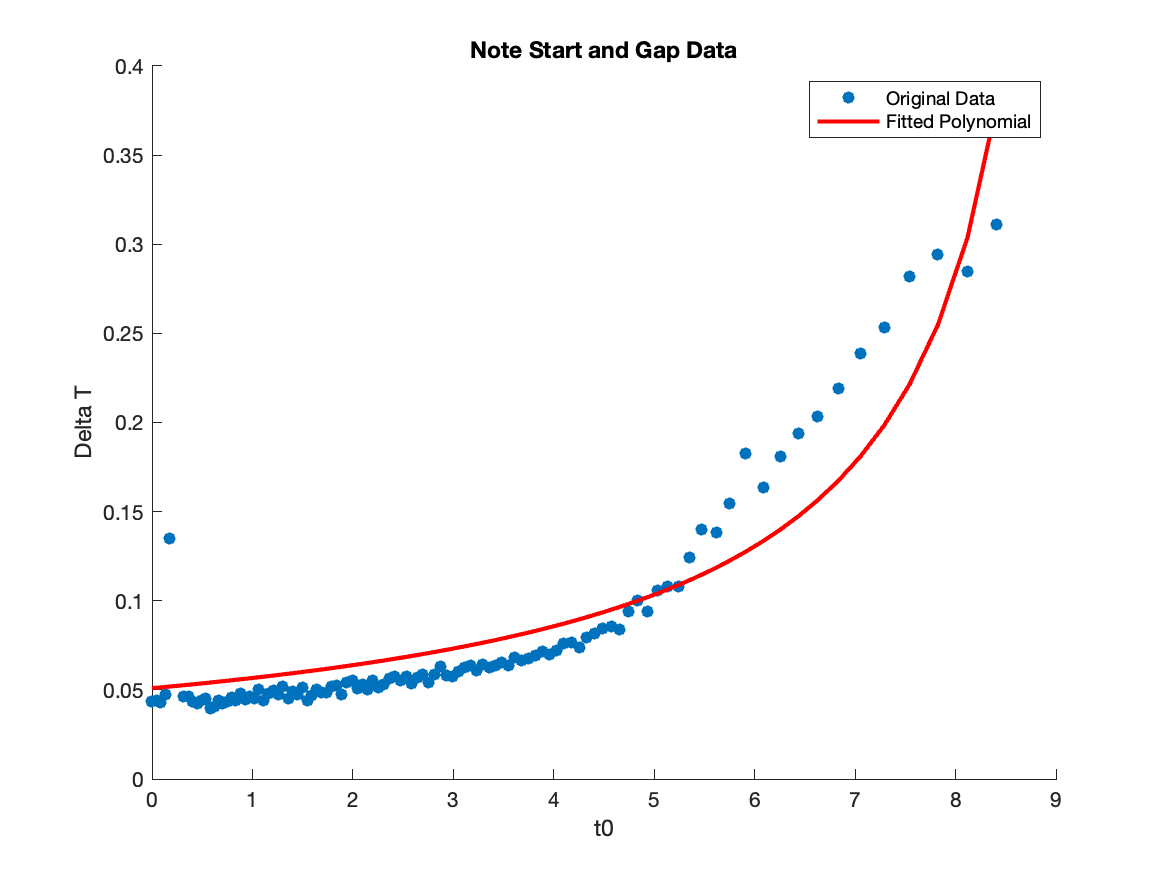 Note Start and Gap Data
0.4
0.35
0.3
0.25
0.2
0.15
0.1
0.05
0
Delta T
Original Data
Fitted Polynomial
0 1 2 3 4 5 6 7 8 9
t0